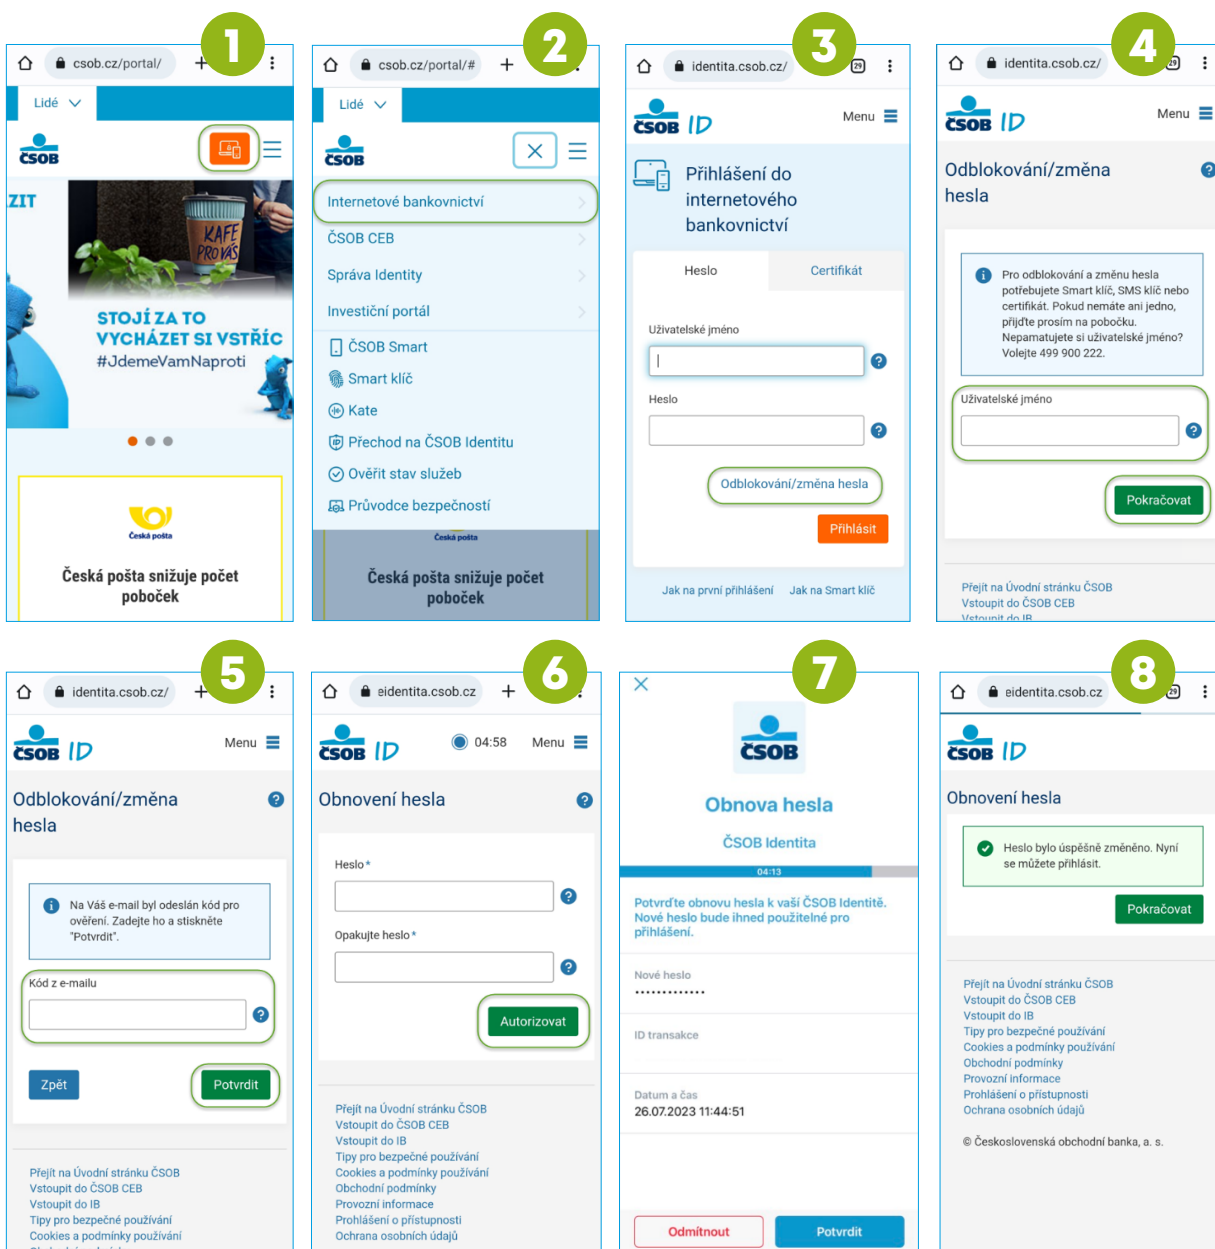 1
csob.cz/portal/
+
Lidé
ČSOB
ZIT
KAFE
PRO VÁS
STOJÍ ZA TO
VYCHÁZET SI VSTŘÍC
#JdemeVamNaproti
Česká pošta
Česká pošta snižuje počet
poboček
2
csob.cz/portal/#
+
Lidé
ČSOB
Internetové bankovnictví
ČSOB CEB
Správa Identity
Investiční portál
ČSOB Smart
Smart klíč
Kate
Přechod na ČSOB Identitu
Ověřit stav služeb
Průvodce bezpečností
Česká pošta
Česká pošta snižuje počet
poboček
3
identita.csob.cz/
29
ČSOB ID
Menu
Přihlášení do
internetového
bankovnictví
Heslo
Certifikát
Uživatelské jméno
Heslo
Odblokování/změna hesla
Přihlásit
Jak na první přihlášení Jak na Smart klíč
4
identita.csob.cz/
29
ČSOB ID
Menu
Odblokování/změna
hesla
Pro odblokování a změnu hesla
potřebujete Smart klíč, SMS klíč nebo
certifikát. Pokud nemáte ani jedno,
přijďte prosím na pobočku.
Nepamatujete si uživatelské jméno?
Volejte 499 900 222.
Uživatelské jméno
Pokračovat
Přejít na Úvodní stránku ČSOB
Vstoupit do ČSOB CEB
Vstoupit do IB
5
identita.csob.cz/
+
ČSOB ID
Menu
Odblokování/změna
hesla
Na Váš e-mail byl odeslán kód pro
ověření. Zadejte ho a stiskněte
"Potvrdit".
Kód z e-mailu
Zpět
Potvrdit
Přejít na Úvodní stránku ČSOB
Vstoupit do ČSOB CEB
Vstoupit do IB
Tipy pro bezpečné používání
Cookies a podmínky používání
6
eidentita.csob.cz
+
ČSOB ID
04:58
Menu
Obnovení hesla
Heslo*
Opakujte heslo*
Autorizovat
Přejít na Úvodní stránku ČSOB
Vstoupit do ČSOB CEB
Vstoupit do IB
Tipy pro bezpečné používání
Cookies a podmínky používání
Obchodní podmínky
Provozní informace
Prohlášení o přístupnosti
Ochrana osobních údajů
7
ČSOB
Obnova hesla
ČSOB Identita
04:13
Potvrďte obnovu hesla k vaší ČSOB Identitě.
Nové heslo bude ihned použitelné pro
přihlášení.
Nové heslo
•••••••••••••
ID transakce
Datum a čas
26.07.2023 11:44:51
Odmítnout
Potvrdit
8
eidentita.csob.cz
29
ČSOB ID
Obnovení hesla
Heslo bylo úspěšně změněno. Nyní
se můžete přihlásit.
Pokračovat
Přejít na Úvodní stránku ČSOB
Vstoupit do ČSOB CEB
Vstoupit do IB
Tipy pro bezpečné používání
Cookies a podmínky používání
Obchodní podmínky
Provozní informace
Prohlášení o přístupnosti
Ochrana osobních údajů
© Československá obchodní banka, a. s.